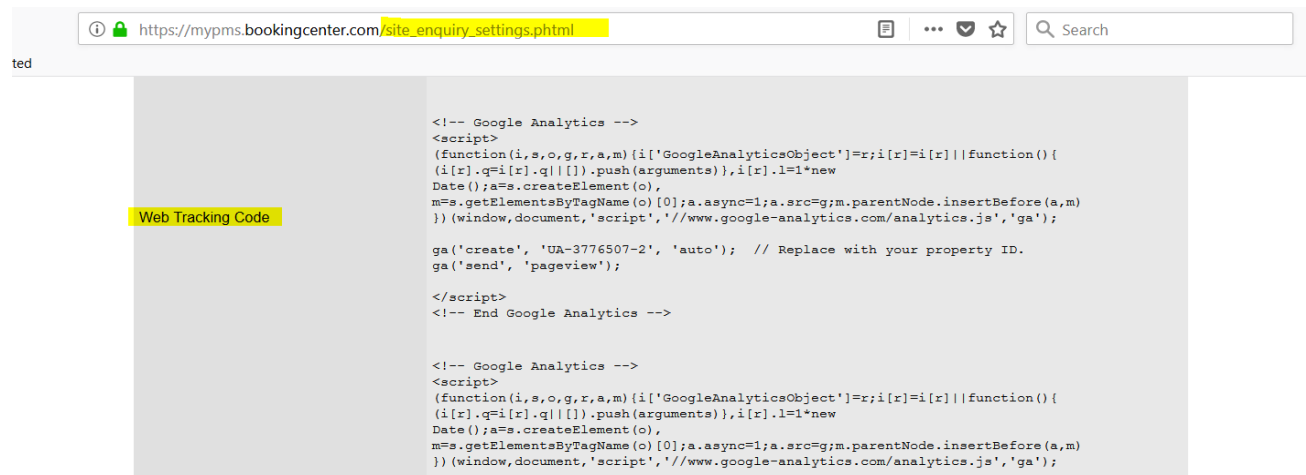 https://mypms.bookingcenter.com/site_enquiry_settings.phtml
Search
ted
<!-- Google Analytics -->
<script>
(function(i,s,o,g,r,a,m){i['GoogleAnalyticsObject']=r;i[r]=i[r]||function(){
(i[r].q=i[r].q||[]).push(arguments)},i[r].l=1*new
Date();a=s.createElement(o),
m=s.getElementsByTagName(o)[0];a.async=1;a.src=g;m.parentNode.insertBefore(a,m)
})(window,document,'script','//www.google-analytics.com/analytics.js','ga');
Web Tracking Code
ga('create', 'UA-3776507-2', 'auto');  // Replace with your property ID.
ga('send', 'pageview');
</script>
<!-- End Google Analytics -->
<!-- Google Analytics -->
<script>
(function(i,s,o,g,r,a,m){i['GoogleAnalyticsObject']=r;i[r]=i[r]||function(){
(i[r].q=i[r].q||[]).push(arguments)},i[r].l=1*new
Date();a=s.createElement(o),
m=s.getElementsByTagName(o)[0];a.async=1;a.src=g;m.parentNode.insertBefore(a,m)
})(window,document,'script','//www.google-analytics.com/analytics.js','ga');